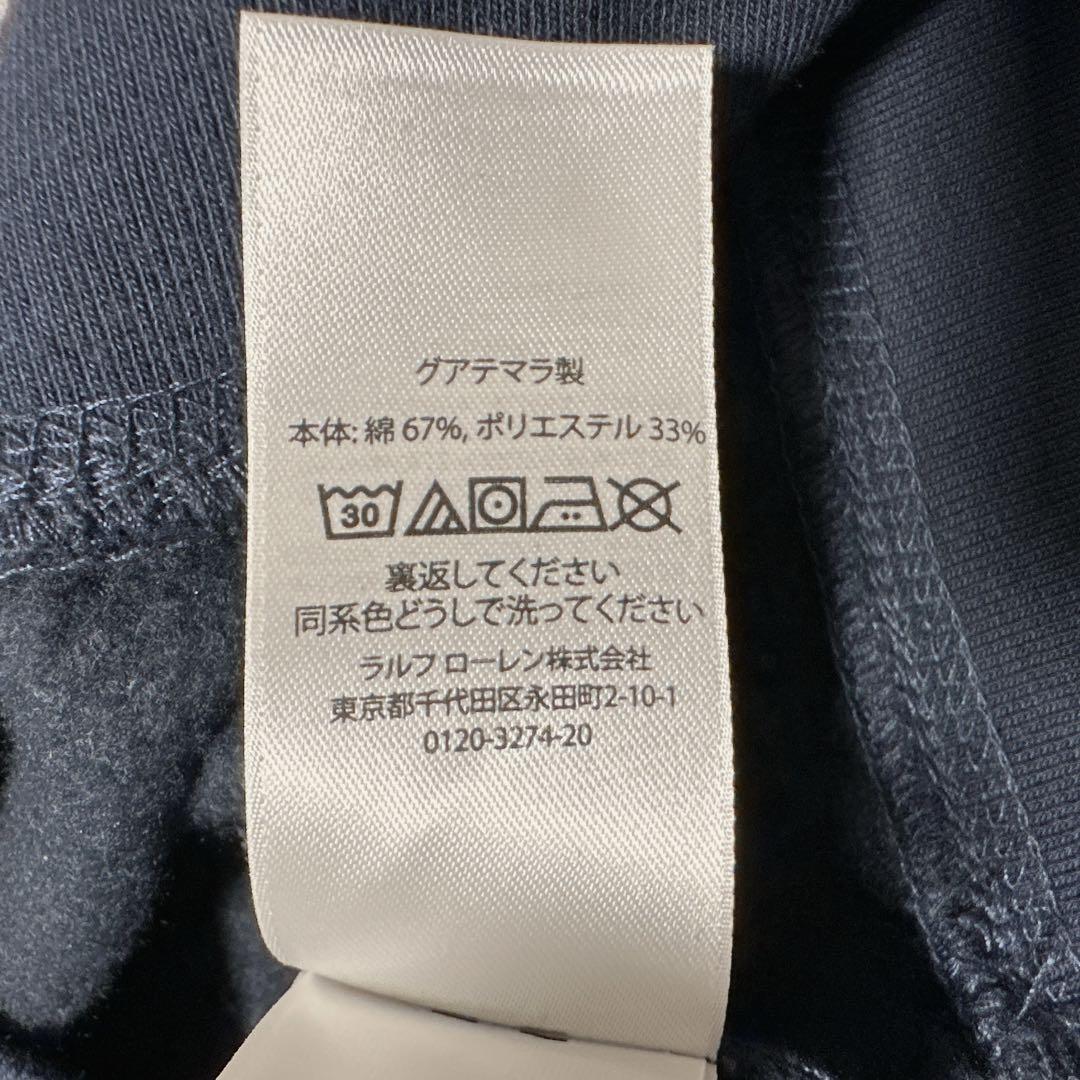 グアテマラ製
本体: 綿 67%, ポリエステル 33%
30
裏返してください
同系色どうしで洗ってください
ラルフ ローレン株式会社
東京都千代田区永田町2-10-1
0120-3274-20